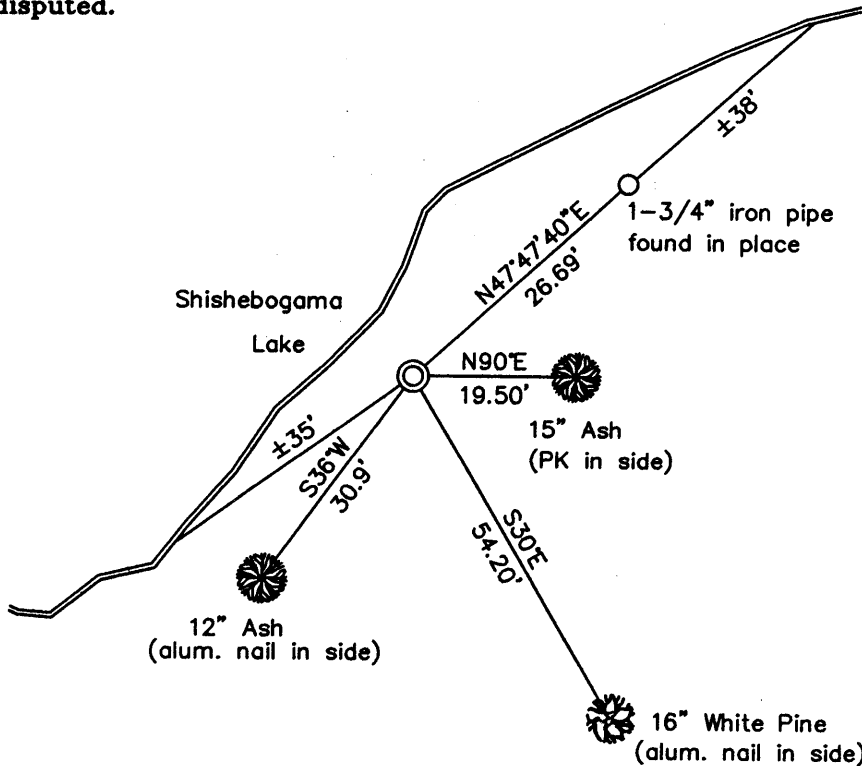 disputed.
±38'
1-3/4" iron pipe
found in place
N47°47'40"E
26.69'
Shishebogama
Lake
N90°E
19.50'
15" Ash
(PK in side)
±35'
S36°W
30.9'
S30°E
54.20'
12" Ash
(alum. nail in side)
16" White Pine
(alum. nail in side)